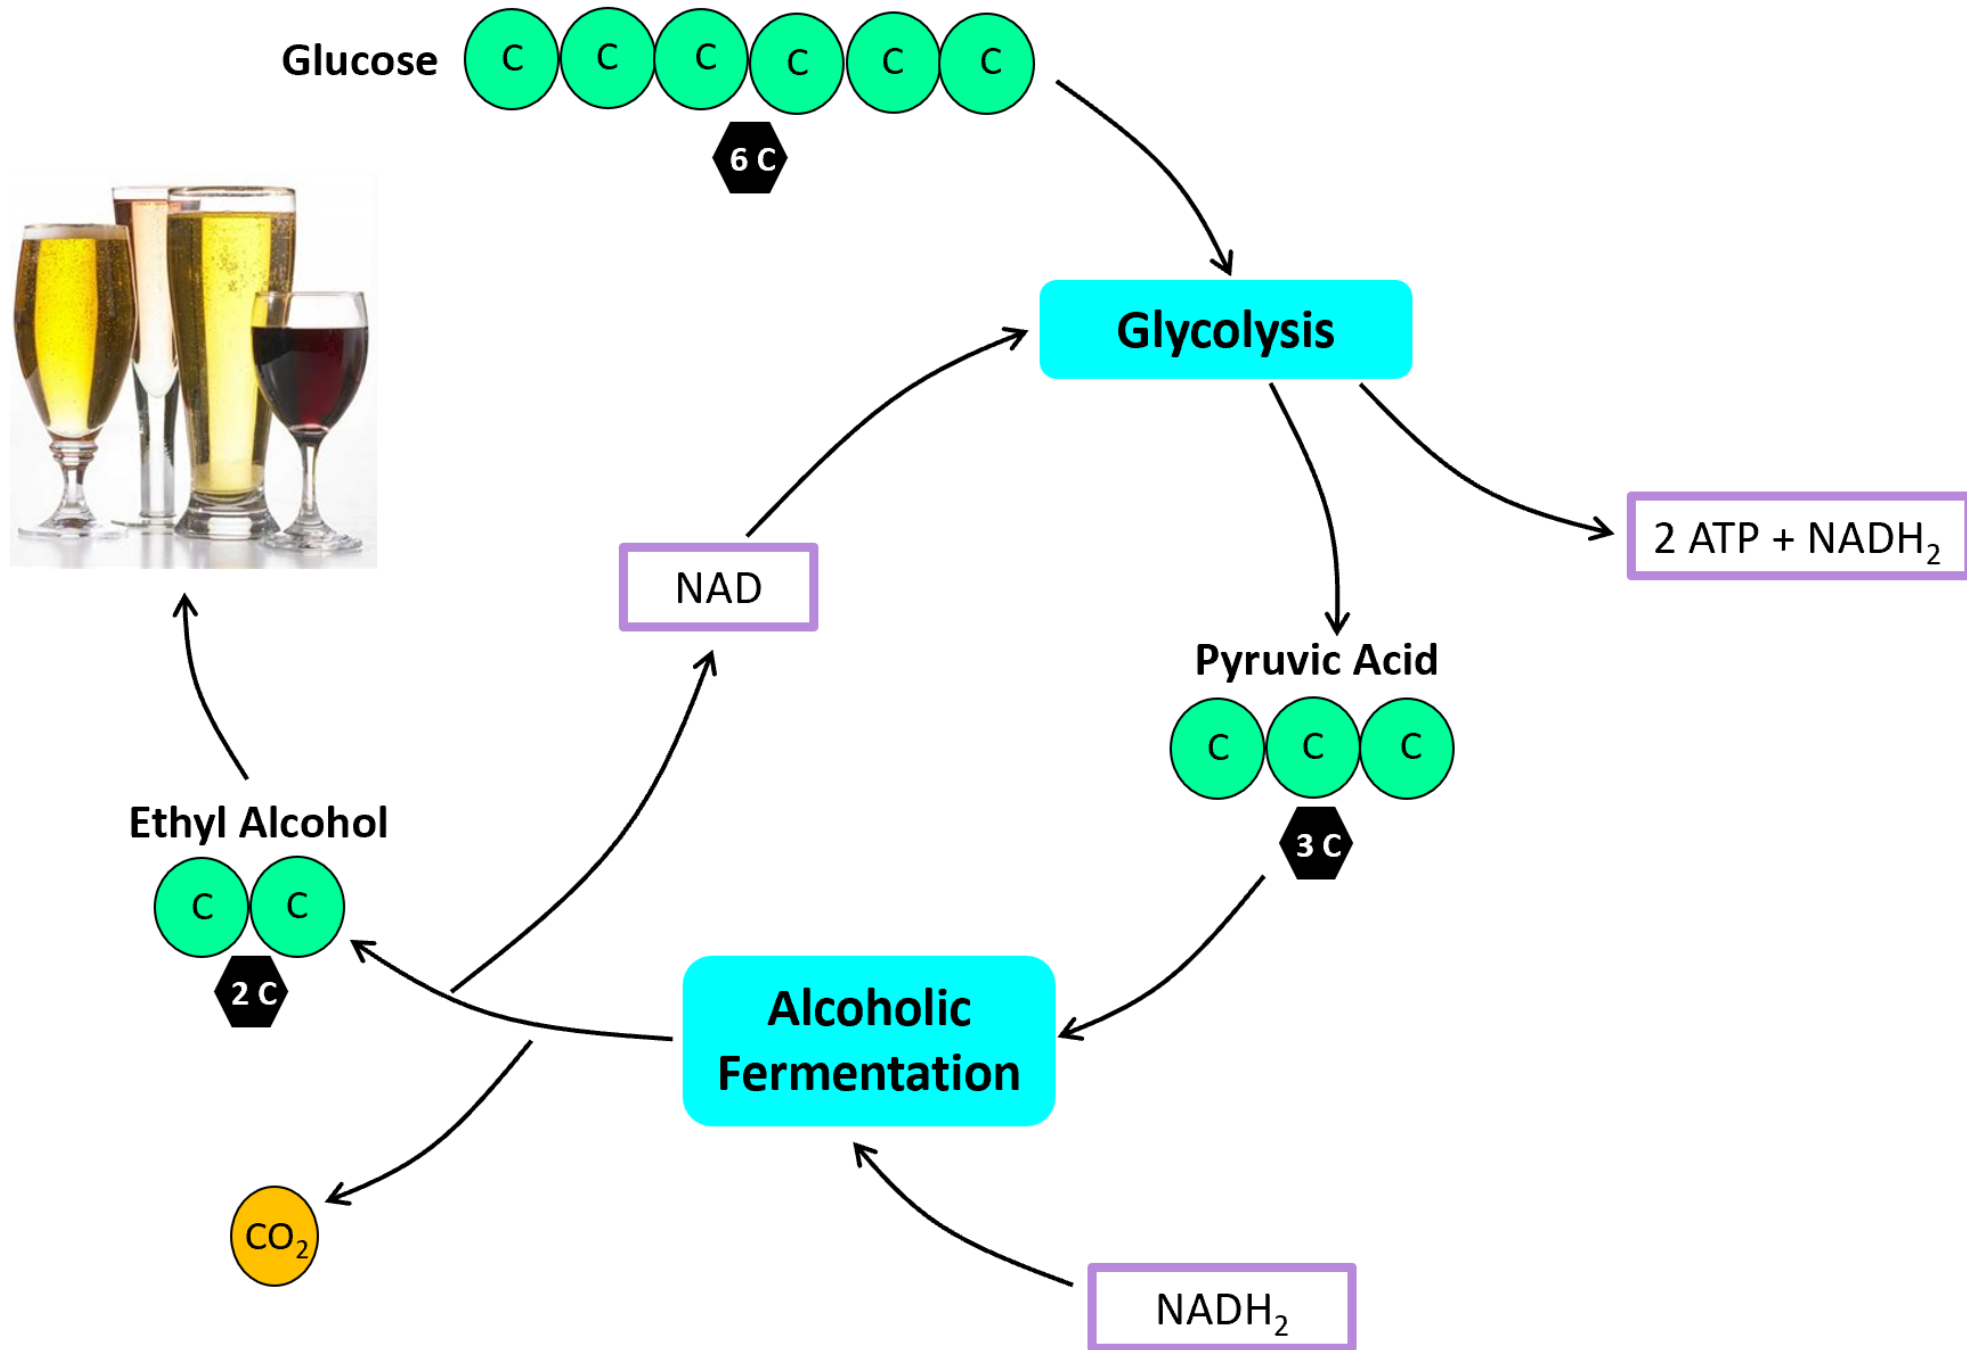 Glucose
C C C C C C
6 C
Glycolysis
NAD
2 ATP + NADH₂
Pyruvic Acid
C C C
3 C
Ethyl Alcohol
C C
2 C
Alcoholic
Fermentation
CO₂
NADH₂